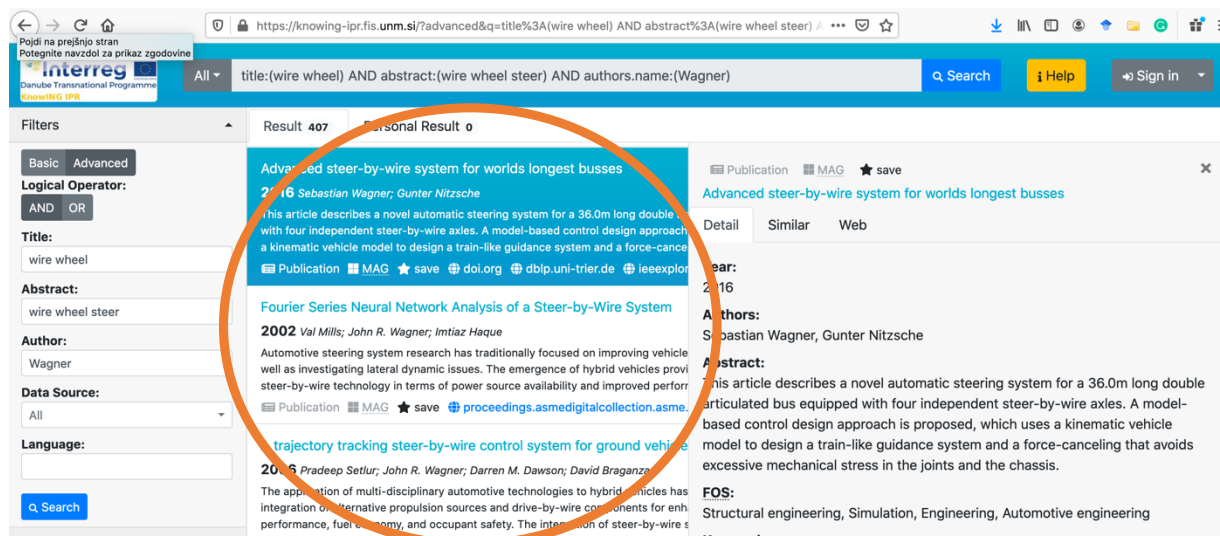 https://knowing-ipr.fis.unm.si/?advanced&q=title%3A(wire wheel) AND abstract%3A(wire wheel steer) A
Pojdi na prejšnjo stran
Potegnite navzdol za prikaz zgodovine
Interreg
Danube Transnational Programme
KnowING IPR
All
title:(wire wheel) AND abstract:(wire wheel steer) AND authors.name:(Wagner)
Search
Help
Sign in
Filters
Basic Advanced
Logical Operator:
AND OR
Title:
wire wheel
Abstract:
wire wheel steer
Author:
Wagner
Data Source:
All
Language:
Search
Result 407 Personal Result 0
Advanced steer-by-wire system for worlds longest busses
2016 Sebastian Wagner; Gunter Nitzsche
This article describes a novel automatic steering system for a 36.0m long double
with four independent steer-by-wire axles. A model-based control design approach
a kinematic vehicle model to design a train-like guidance system and a force-cance
Publication MAG save doi.org dblp.uni-trier.de ieeexplor
Fourier Series Neural Network Analysis of a Steer-by-Wire System
2002 Val Mills; John R. Wagner; Imtiaz Haque
Automotive steering system research has traditionally focused on improving vehicle
well as investigating lateral dynamic issues. The emergence of hybrid vehicles provi
steer-by-wire technology in terms of power source availability and improved perforr
Publication MAG save proceedings.asmedigitalcollection.asme.
trajectory tracking steer-by-wire control system for ground vehicle
2006 Pradeep Setlur; John R. Wagner; Darren M. Dawson; David Braganza
The application of multi-disciplinary automotive technologies to hybrid vehicles has
integration of alternative propulsion sources and drive-by-wire components for enh
performance, fuel economy, and occupant safety. The integration of steer-by-wire s
Publication MAG save
Advanced steer-by-wire system for worlds longest busses
Detail Similar Web
Year:
2016
Authors:
Sebastian Wagner, Gunter Nitzsche
Abstract:
This article describes a novel automatic steering system for a 36.0m long double
articulated bus equipped with four independent steer-by-wire axles. A model-
based control design approach is proposed, which uses a kinematic vehicle
model to design a train-like guidance system and a force-canceling that avoids
excessive mechanical stress in the joints and the chassis.
FOS:
Structural engineering, Simulation, Engineering, Automotive engineering